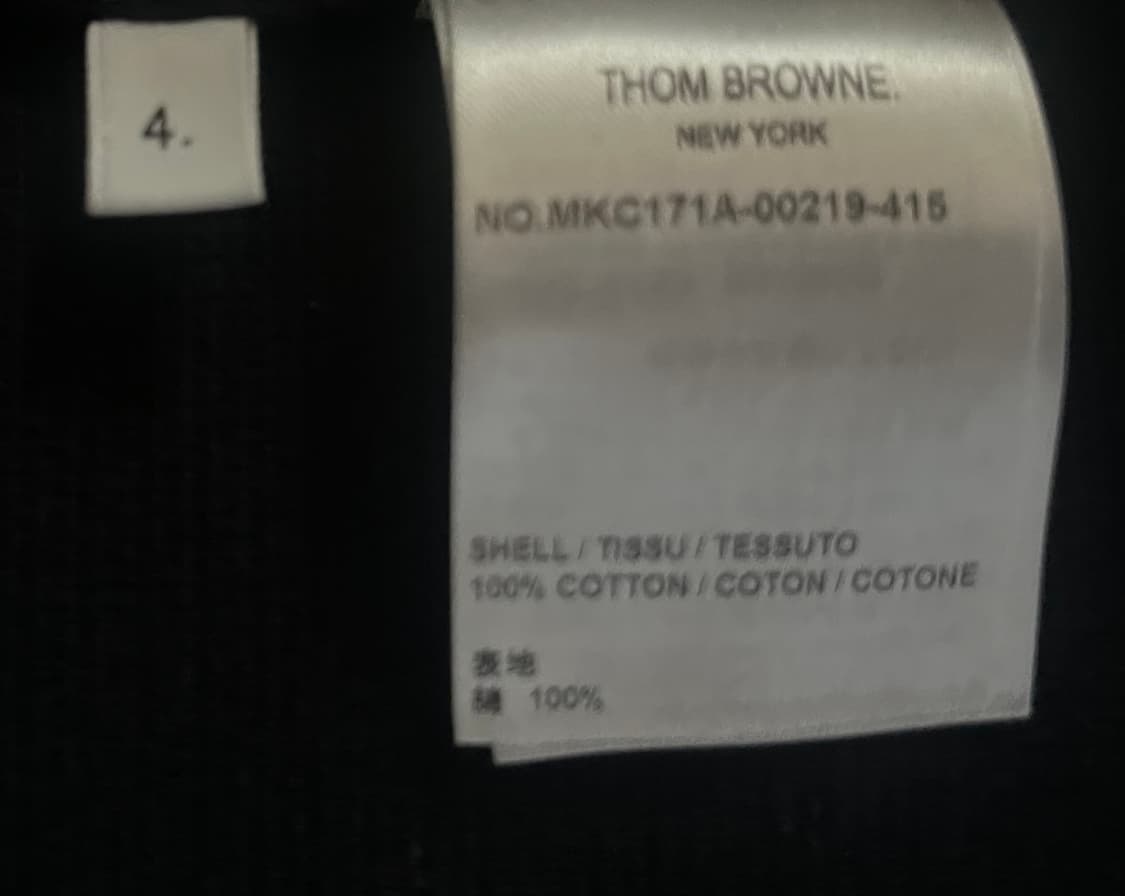 4.
THOM BROWNE.
NEW YORK
NO.MKC171A-00219-415
SHELL / TISSU / TESSUTO
100% COTTON / COTON / COTONE
表地
綿 100%